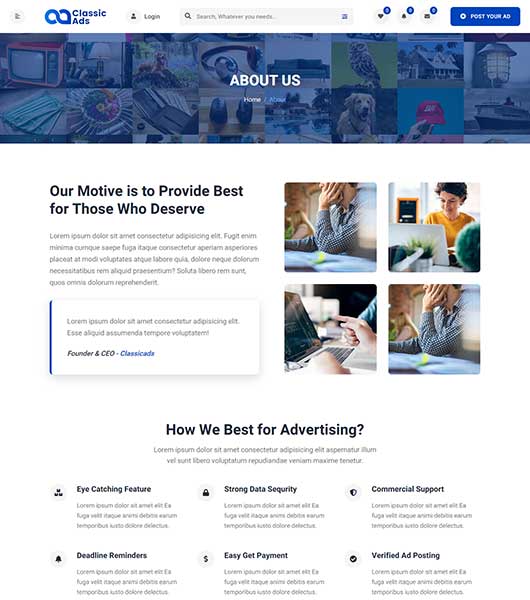 Classic
Ads
Login
Search, Whatever you needs...
0
0
0
POST YOUR AD
ABOUT US
Home / About
Our Motive is to Provide Best
for Those Who Deserve
Lorem ipsum dolor sit amet consectetur adipisicing elit. Fugit enim
minima cumque saepe fuga itaque consectetur aperiam asperiores
placeat at modi voluptates atque labore quia, dolore neque dolorum
necessitatibus rem aliquid praesentium? Soluta libero rem sunt,
quos omnis dolorum reprehenderit.
Lorem ipsum dolor sit amet consectetur adipisicing elit.
Esse aliquid assumenda tempore voluptatem!
Founder & CEO - Classicads
How We Best for Advertising?
Lorem ipsum dolor sit amet consectetur adipisicing elit aspernatur illum
vel sunt libero voluptatum repudiandae veniam maxime tenetur.
Eye Catching Feature
Lorem ipsum dolor sit amet elit Ea
fuga velit itaque animi debitis earum
temporibus iusto dolore delectus.
Strong Data Sequrity
Lorem ipsum dolor sit amet elit Ea
fuga velit itaque animi debitis earum
temporibus iusto dolore delectus.
Commercial Support
Lorem ipsum dolor sit amet elit Ea
fuga velit itaque animi debitis earum
temporibus iusto dolore delectus.
Deadline Reminders
Lorem ipsum dolor sit amet elit Ea
fuga velit itaque animi debitis earum
temporibus iusto dolore delectus.
Easy Get Payment
Lorem ipsum dolor sit amet elit Ea
fuga velit itaque animi debitis earum
temporibus iusto dolore delectus.
Verified Ad Posting
Lorem ipsum dolor sit amet elit Ea
fuga velit itaque animi debitis earum
temporibus iusto dolore delectus.